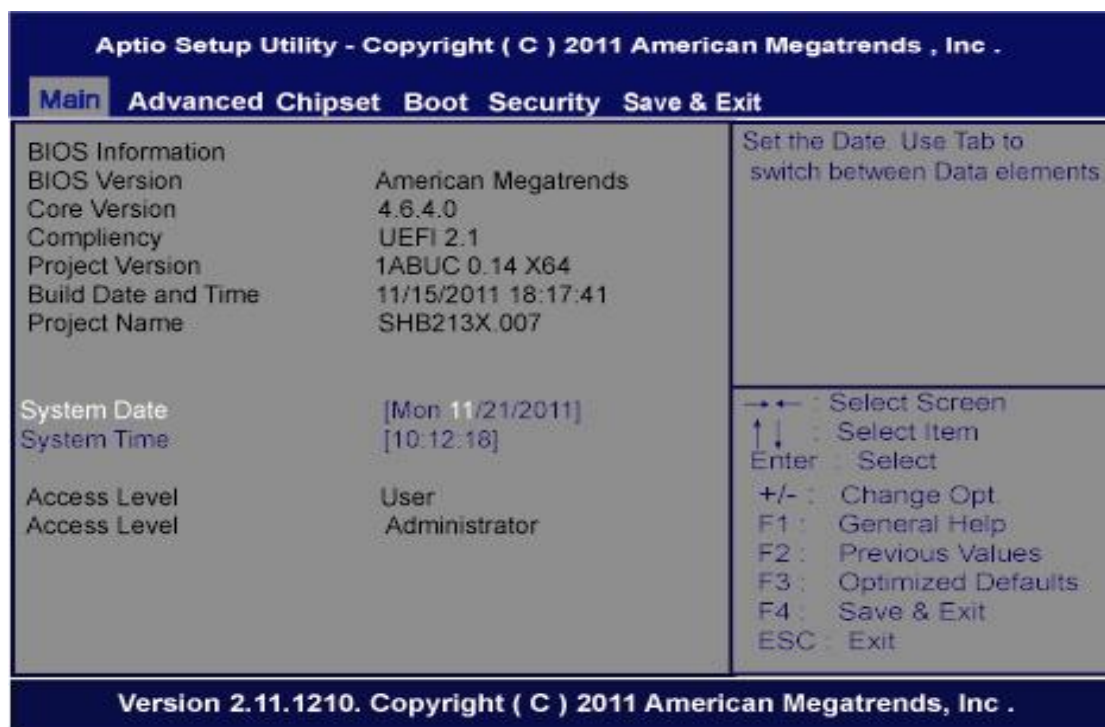 Aptio Setup Utility - Copyright ( C ) 2011 American Megatrends , Inc .
Main Advanced Chipset Boot Security Save & Exit
BIOS Information
BIOS Version American Megatrends
Core Version 4.6.4.0
Compliency UEFI 2.1
Project Version 1ABUC 0.14 X64
Build Date and Time 11/15/2011 18:17:41
Project Name SHB213X.007
System Date [Mon 11/21/2011]
System Time [10:12:18]
Access Level User
Access Level Administrator
Set the Date. Use Tab to
switch between Data elements
→ ← : Select Screen
↑ ↓ : Select Item
Enter : Select
+/- : Change Opt.
F1 : General Help
F2 : Previous Values
F3 : Optimized Defaults
F4 : Save & Exit
ESC : Exit
Version 2.11.1210. Copyright ( C ) 2011 American Megatrends, Inc .